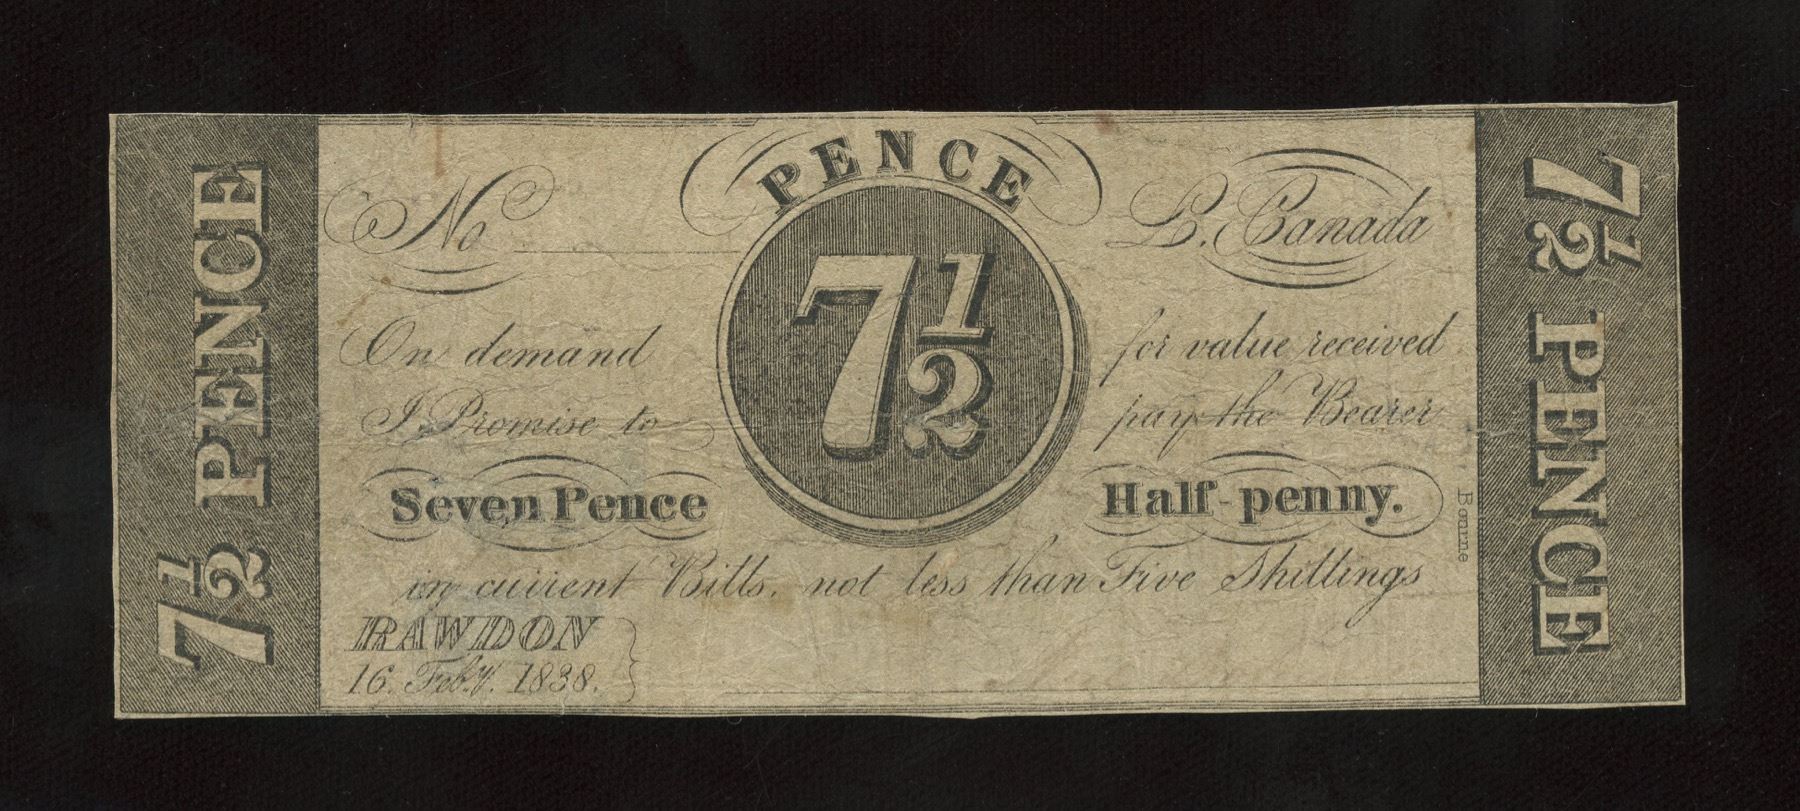 7½ PENCE
PENCE
No
7½
L. Canada
On demand for value received
I Promise to pay the Bearer
Seven Pence Half-penny.
in current Bills, not less than Five Shillings
RAWDON
16. Feb.y. 1838.
Bourne
7½ PENCE